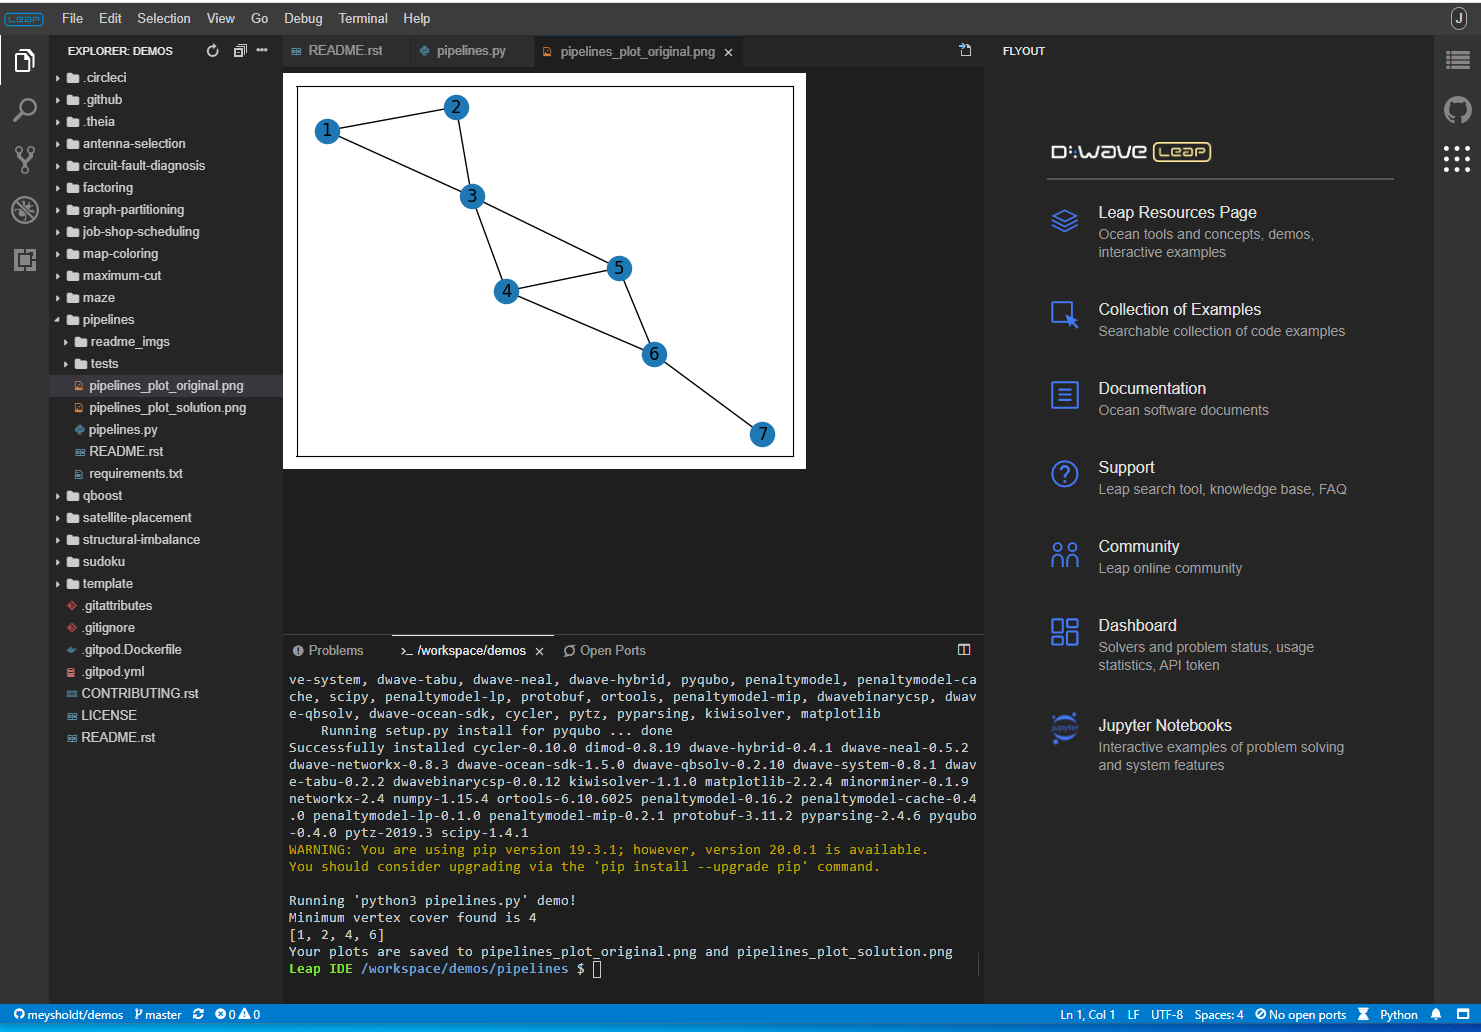 LEAP File Edit Selection View Go Debug Terminal Help J
EXPLORER: DEMOS
.circleci
.github
.theia
antenna-selection
circuit-fault-diagnosis
factoring
graph-partitioning
job-shop-scheduling
map-coloring
maximum-cut
maze
pipelines
readme_imgs
tests
pipelines_plot_original.png
pipelines_plot_solution.png
pipelines.py
README.rst
requirements.txt
qboost
satellite-placement
structural-imbalance
sudoku
template
.gitattributes
.gitignore
.gitpod.Dockerfile
.gitpod.yml
CONTRIBUTING.rst
LICENSE
README.rst
README.rst pipelines.py pipelines_plot_original.png
1
2
3
4
5
6
7
Problems /workspace/demos Open Ports
ve-system, dwave-tabu, dwave-neal, dwave-hybrid, pyqubo, penaltymodel, penaltymodel-ca
che, scipy, penaltymodel-lp, protobuf, ortools, penaltymodel-mip, dwavebinarycsp, dwav
e-qbsolv, dwave-ocean-sdk, cycler, pytz, pyparsing, kiwisolver, matplotlib
Running setup.py install for pyqubo ... done
Successfully installed cycler-0.10.0 dimod-0.8.19 dwave-hybrid-0.4.1 dwave-neal-0.5.2
dwave-networkx-0.8.3 dwave-ocean-sdk-1.5.0 dwave-qbsolv-0.2.10 dwave-system-0.8.1 dwav
e-tabu-0.2.2 dwavebinarycsp-0.0.12 kiwisolver-1.1.0 matplotlib-2.2.4 minorminer-0.1.9
networkx-2.4 numpy-1.15.4 ortools-6.10.6025 penaltymodel-0.16.2 penaltymodel-cache-0.4
.0 penaltymodel-lp-0.1.0 penaltymodel-mip-0.2.1 protobuf-3.11.2 pyparsing-2.4.6 pyqubo
-0.4.0 pytz-2019.3 scipy-1.4.1
WARNING: You are using pip version 19.3.1; however, version 20.0.1 is available.
You should consider upgrading via the 'pip install --upgrade pip' command.
Running 'python3 pipelines.py' demo!
Minimum vertex cover found is 4
[1, 2, 4, 6]
Your plots are saved to pipelines_plot_original.png and pipelines_plot_solution.png
Leap IDE /workspace/demos/pipelines $
FLYOUT
D:WAVE LEAP
Leap Resources Page
Ocean tools and concepts, demos,
interactive examples
Collection of Examples
Searchable collection of code examples
Documentation
Ocean software documents
Support
Leap search tool, knowledge base, FAQ
Community
Leap online community
Dashboard
Solvers and problem status, usage
statistics, API token
jupyter
Jupyter Notebooks
Interactive examples of problem solving
and system features
meysholdt/demos master 0 0 Ln 1, Col 1 LF UTF-8 Spaces: 4 No open ports Python